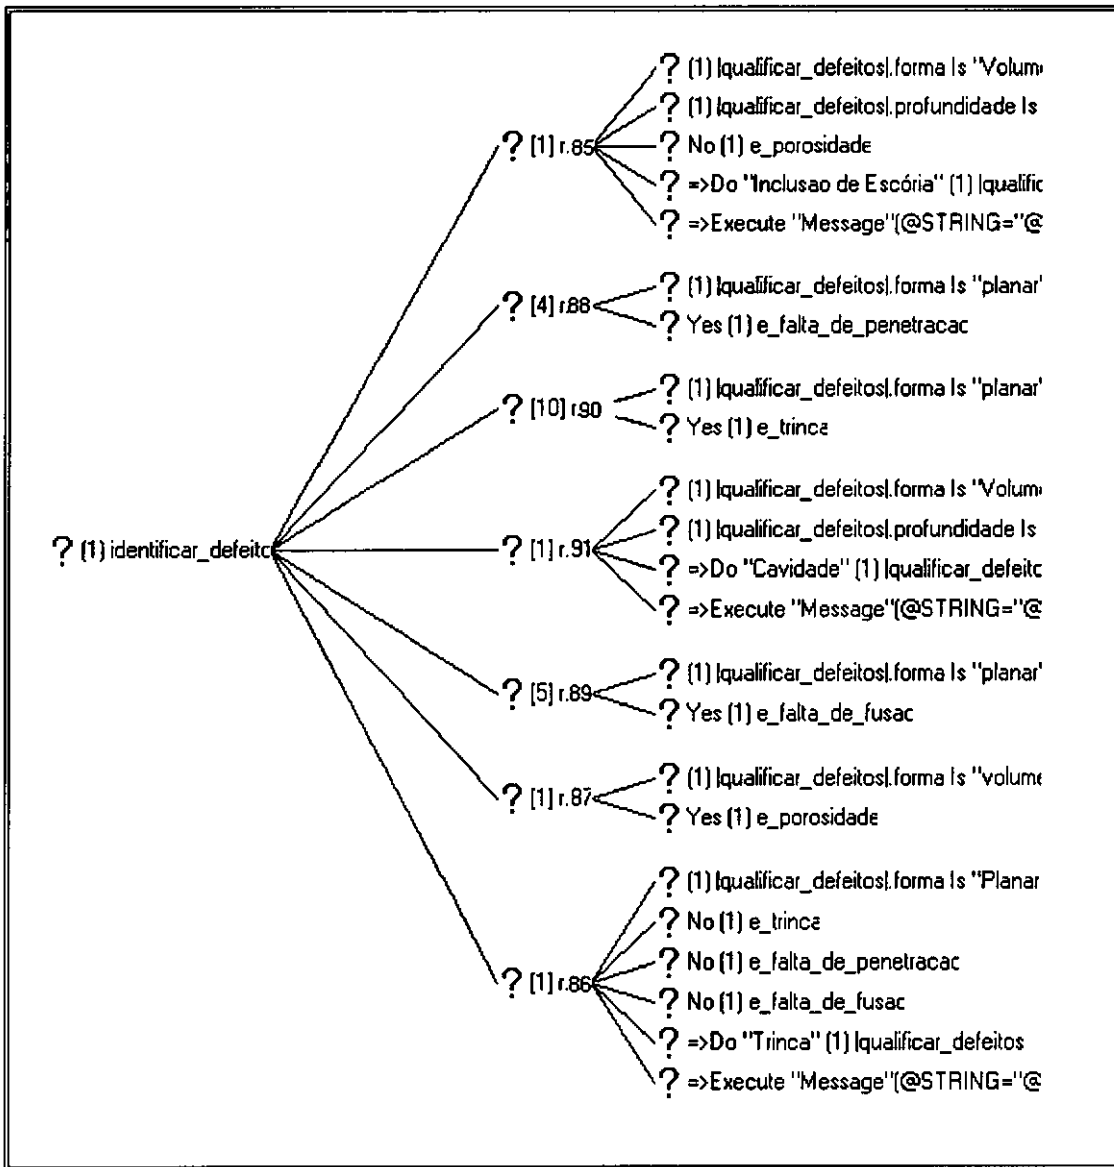 ? (1) identificar_defeito
? [1] r.85
? (1) |qualificar_defeitos|.forma Is "Volume
? (1) |qualificar_defeitos|.profundidade Is
? No (1) e_porosidade
? =>Do "Inclusao de Escória" (1) |qualific
? =>Execute "Message"(@STRING="@
? [4] r.88
? (1) |qualificar_defeitos|.forma Is "planar"
? Yes (1) e_falta_de_penetracao
? [10] r.90
? (1) |qualificar_defeitos|.forma Is "planar"
? Yes (1) e_trinca
? [1] r.91
? (1) |qualificar_defeitos|.forma Is "Volume
? (1) |qualificar_defeitos|.profundidade Is
? =>Do "Cavidade" (1) |qualificar_defeito
? =>Execute "Message"(@STRING="@
? [5] r.89
? (1) |qualificar_defeitos|.forma Is "planar"
? Yes (1) e_falta_de_fusao
? [1] r.87
? (1) |qualificar_defeitos|.forma Is "volume
? Yes (1) e_porosidade
? [1] r.86
? (1) |qualificar_defeitos|.forma Is "Planar
? No (1) e_trinca
? No (1) e_falta_de_penetracao
? No (1) e_falta_de_fusao
? =>Do "Trinca" (1) |qualificar_defeitos
? =>Execute "Message"(@STRING="@